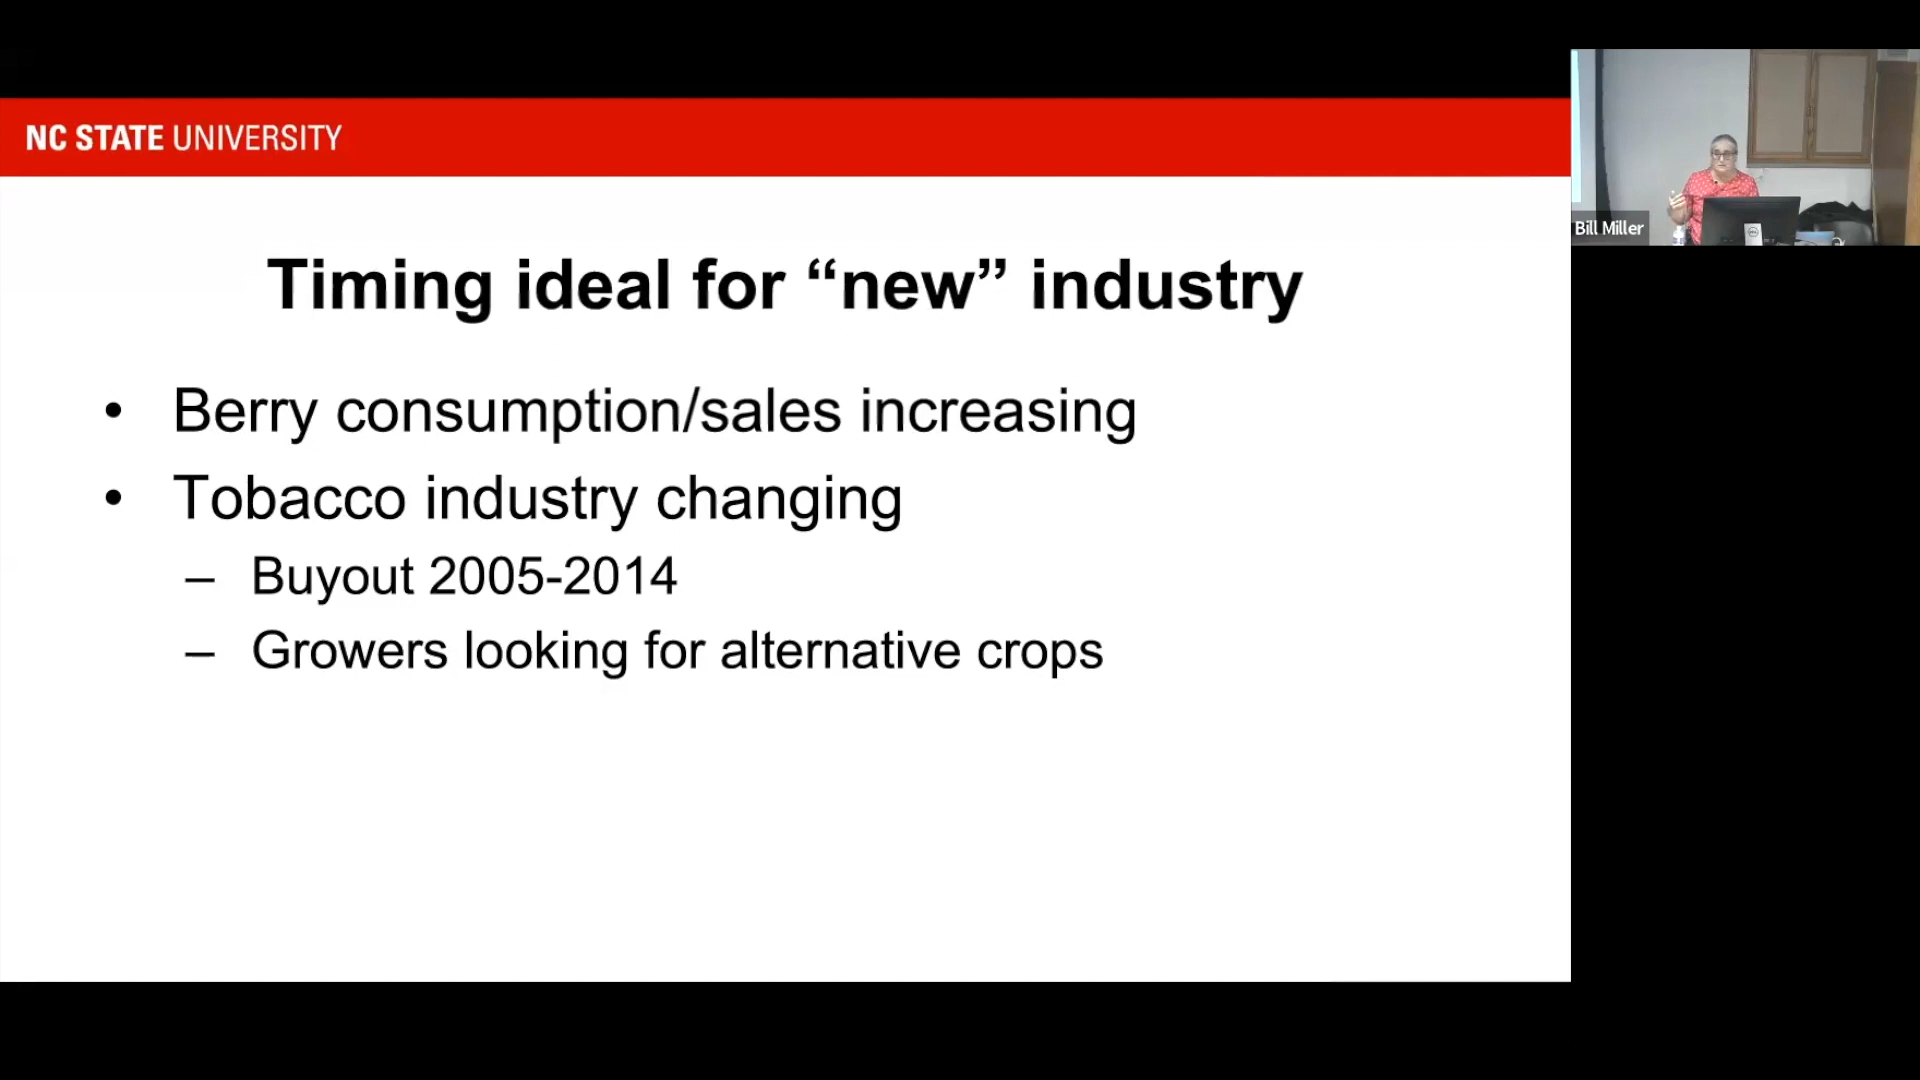 NC STATE UNIVERSITY
Timing ideal for “new” industry
• Berry consumption/sales increasing
• Tobacco industry changing
– Buyout 2005-2014
– Growers looking for alternative crops
Bill Miller